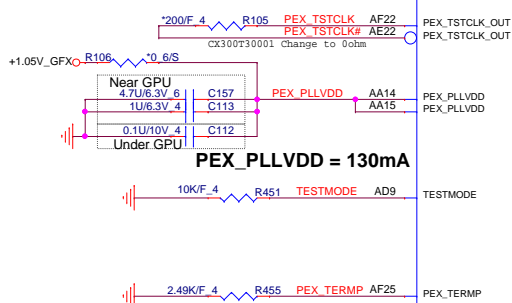 *200/F_4 R105 PEX_TSTCLK AF22 PEX_TSTCLK_OUT
PEX_TSTCLK# AE22 PEX_TSTCLK_OUT
CX300T30001 Change to 0ohm
+1.05V_GFX R106 *0_6/S
Near GPU
4.7U/6.3V_6 C157 PEX_PLLVDD AA14 PEX_PLLVDD
1U/6.3V_4 C113 AA15 PEX_PLLVDD
0.1U/10V_4 C112
Under GPU
PEX_PLLVDD = 130mA
10K/F_4 R451 TESTMODE AD9 TESTMODE
2.49K/F_4 R455 PEX_TERMP AF25 PEX_TERMP